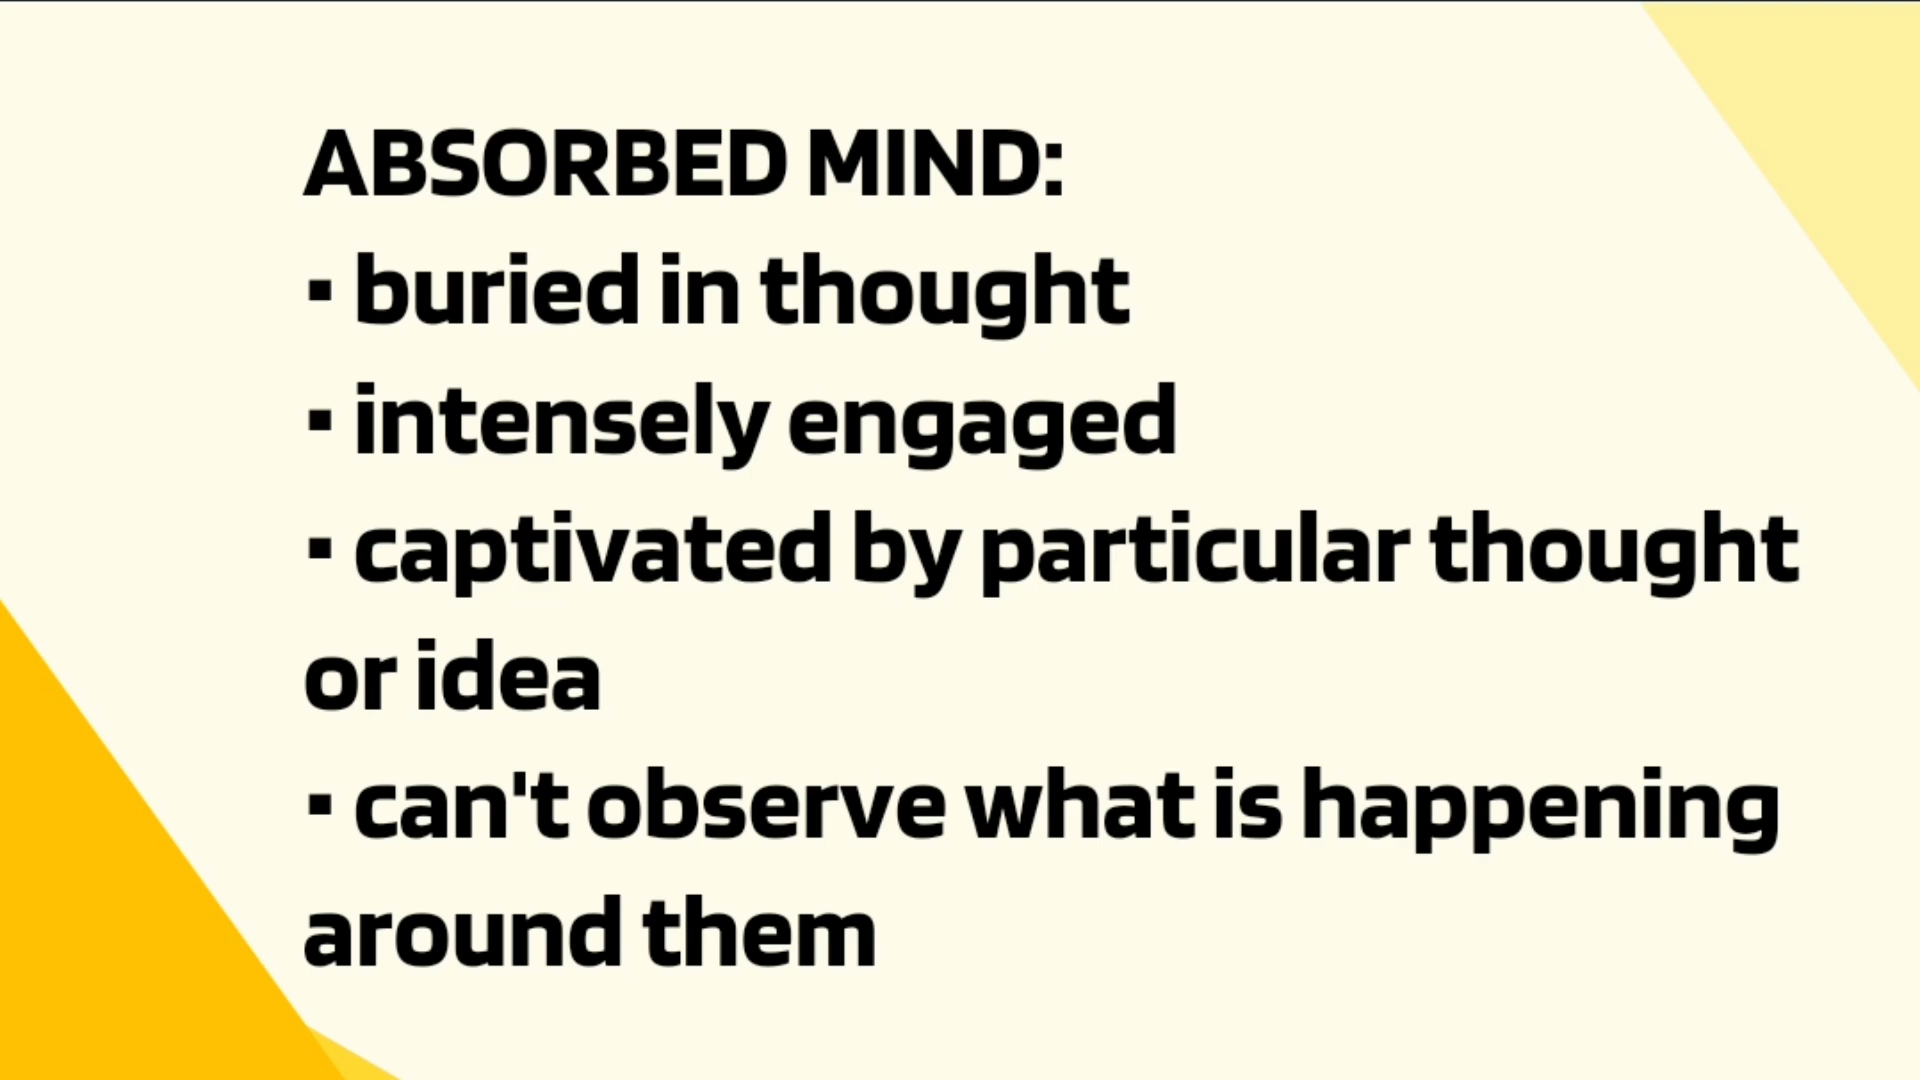 ABSORBED MIND:
▪ buried in thought
▪ intensely engaged
▪ captivated by particular thought
or idea
▪ can't observe what is happening
around them